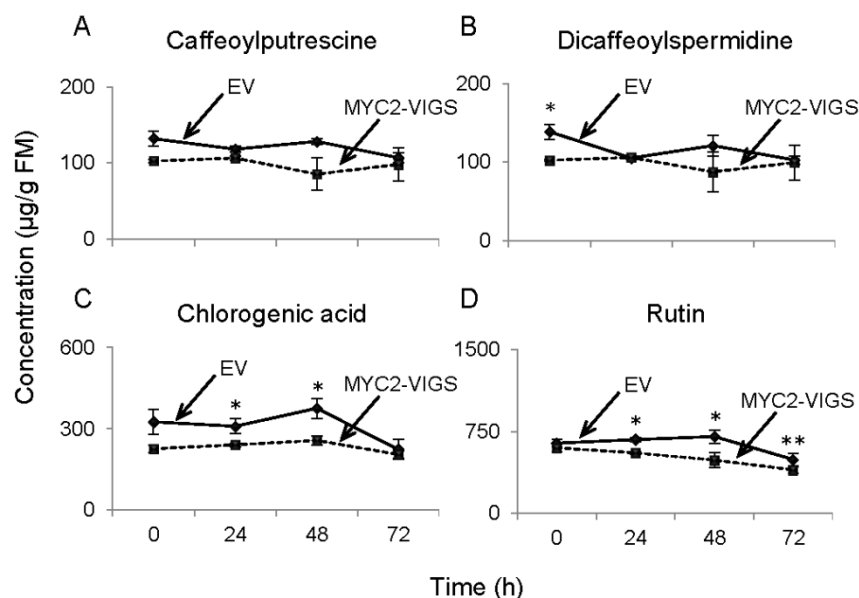 A
Caffeoylputrescine
200
100
0
EV
MYC2-VIGS
B
Dicaffeoylspermidine
200
100
0
*
EV
MYC2-VIGS
Concentration (µg/g FM)
C
Chlorogenic acid
600
300
0
EV
*
*
MYC2-VIGS
0 24 48 72
D
Rutin
1500
750
0
EV
*
*
**
MYC2-VIGS
0 24 48 72
Time (h)